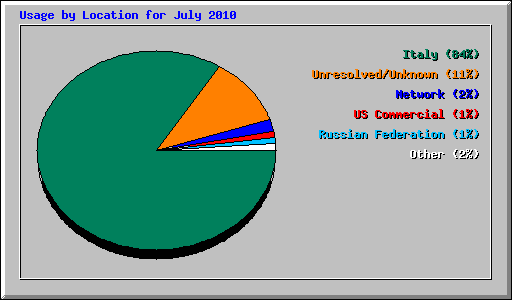 Usage by Location for July 2010
Italy (84%)
Unresolved/Unknown (11%)
Network (2%)
US Commercial (1%)
Russian Federation (1%)
Other (2%)